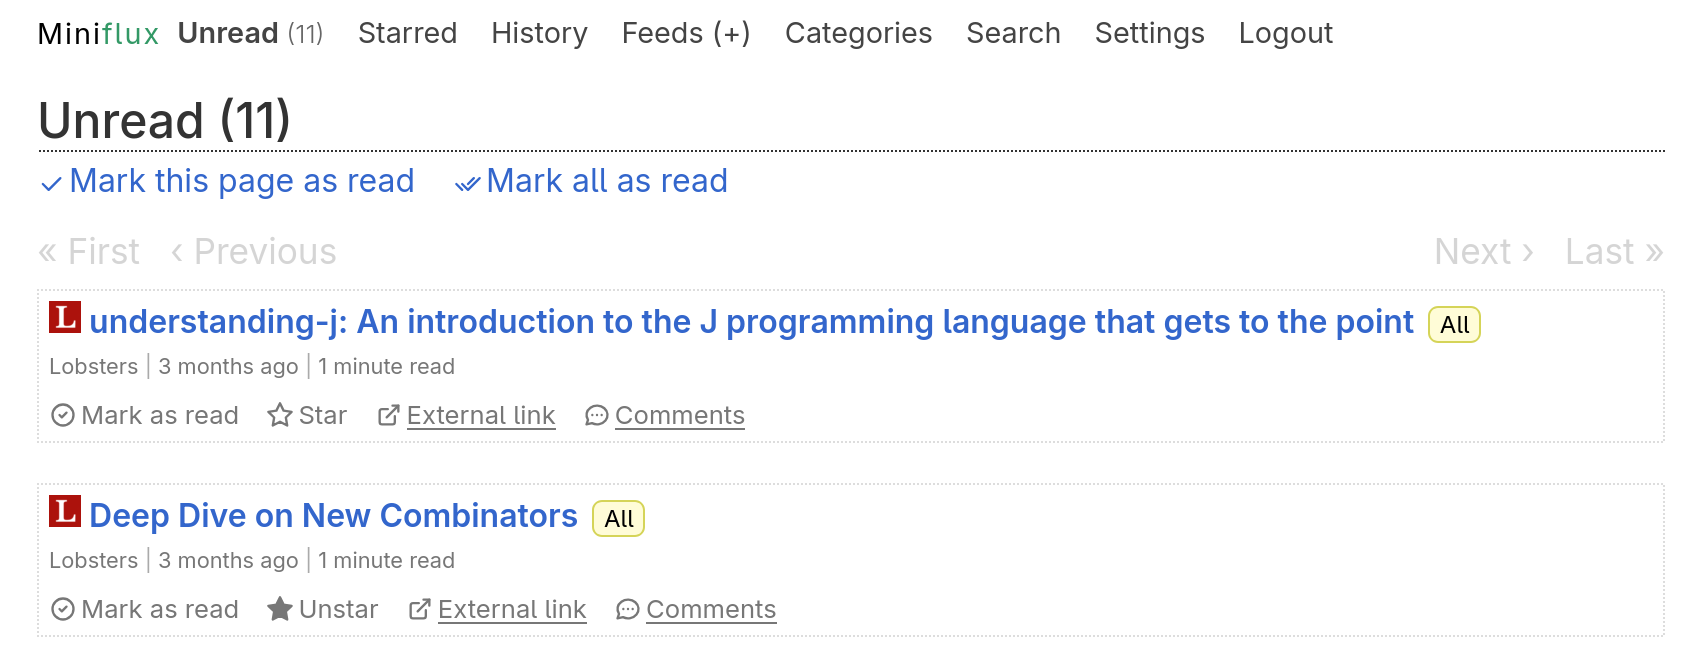 Miniflux Unread (11) Starred History Feeds (+) Categories Search Settings Logout
Unread (11)
Mark this page as read Mark all as read
« First ‹ Previous Next › Last »
L understanding-j: An introduction to the J programming language that gets to the point All
Lobsters | 3 months ago | 1 minute read
Mark as read Star External link Comments
L Deep Dive on New Combinators All
Lobsters | 3 months ago | 1 minute read
Mark as read Unstar External link Comments